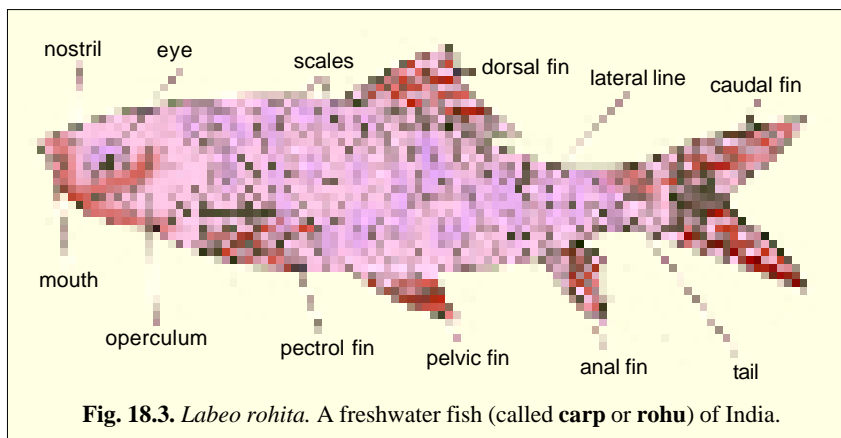 nostril
eye
scales
dorsal fin
lateral line
caudal fin
mouth
operculum
pectrol fin
pelvic fin
anal fin
tail
Fig. 18.3. Labeo rohita. A freshwater fish (called carp or rohu) of India.